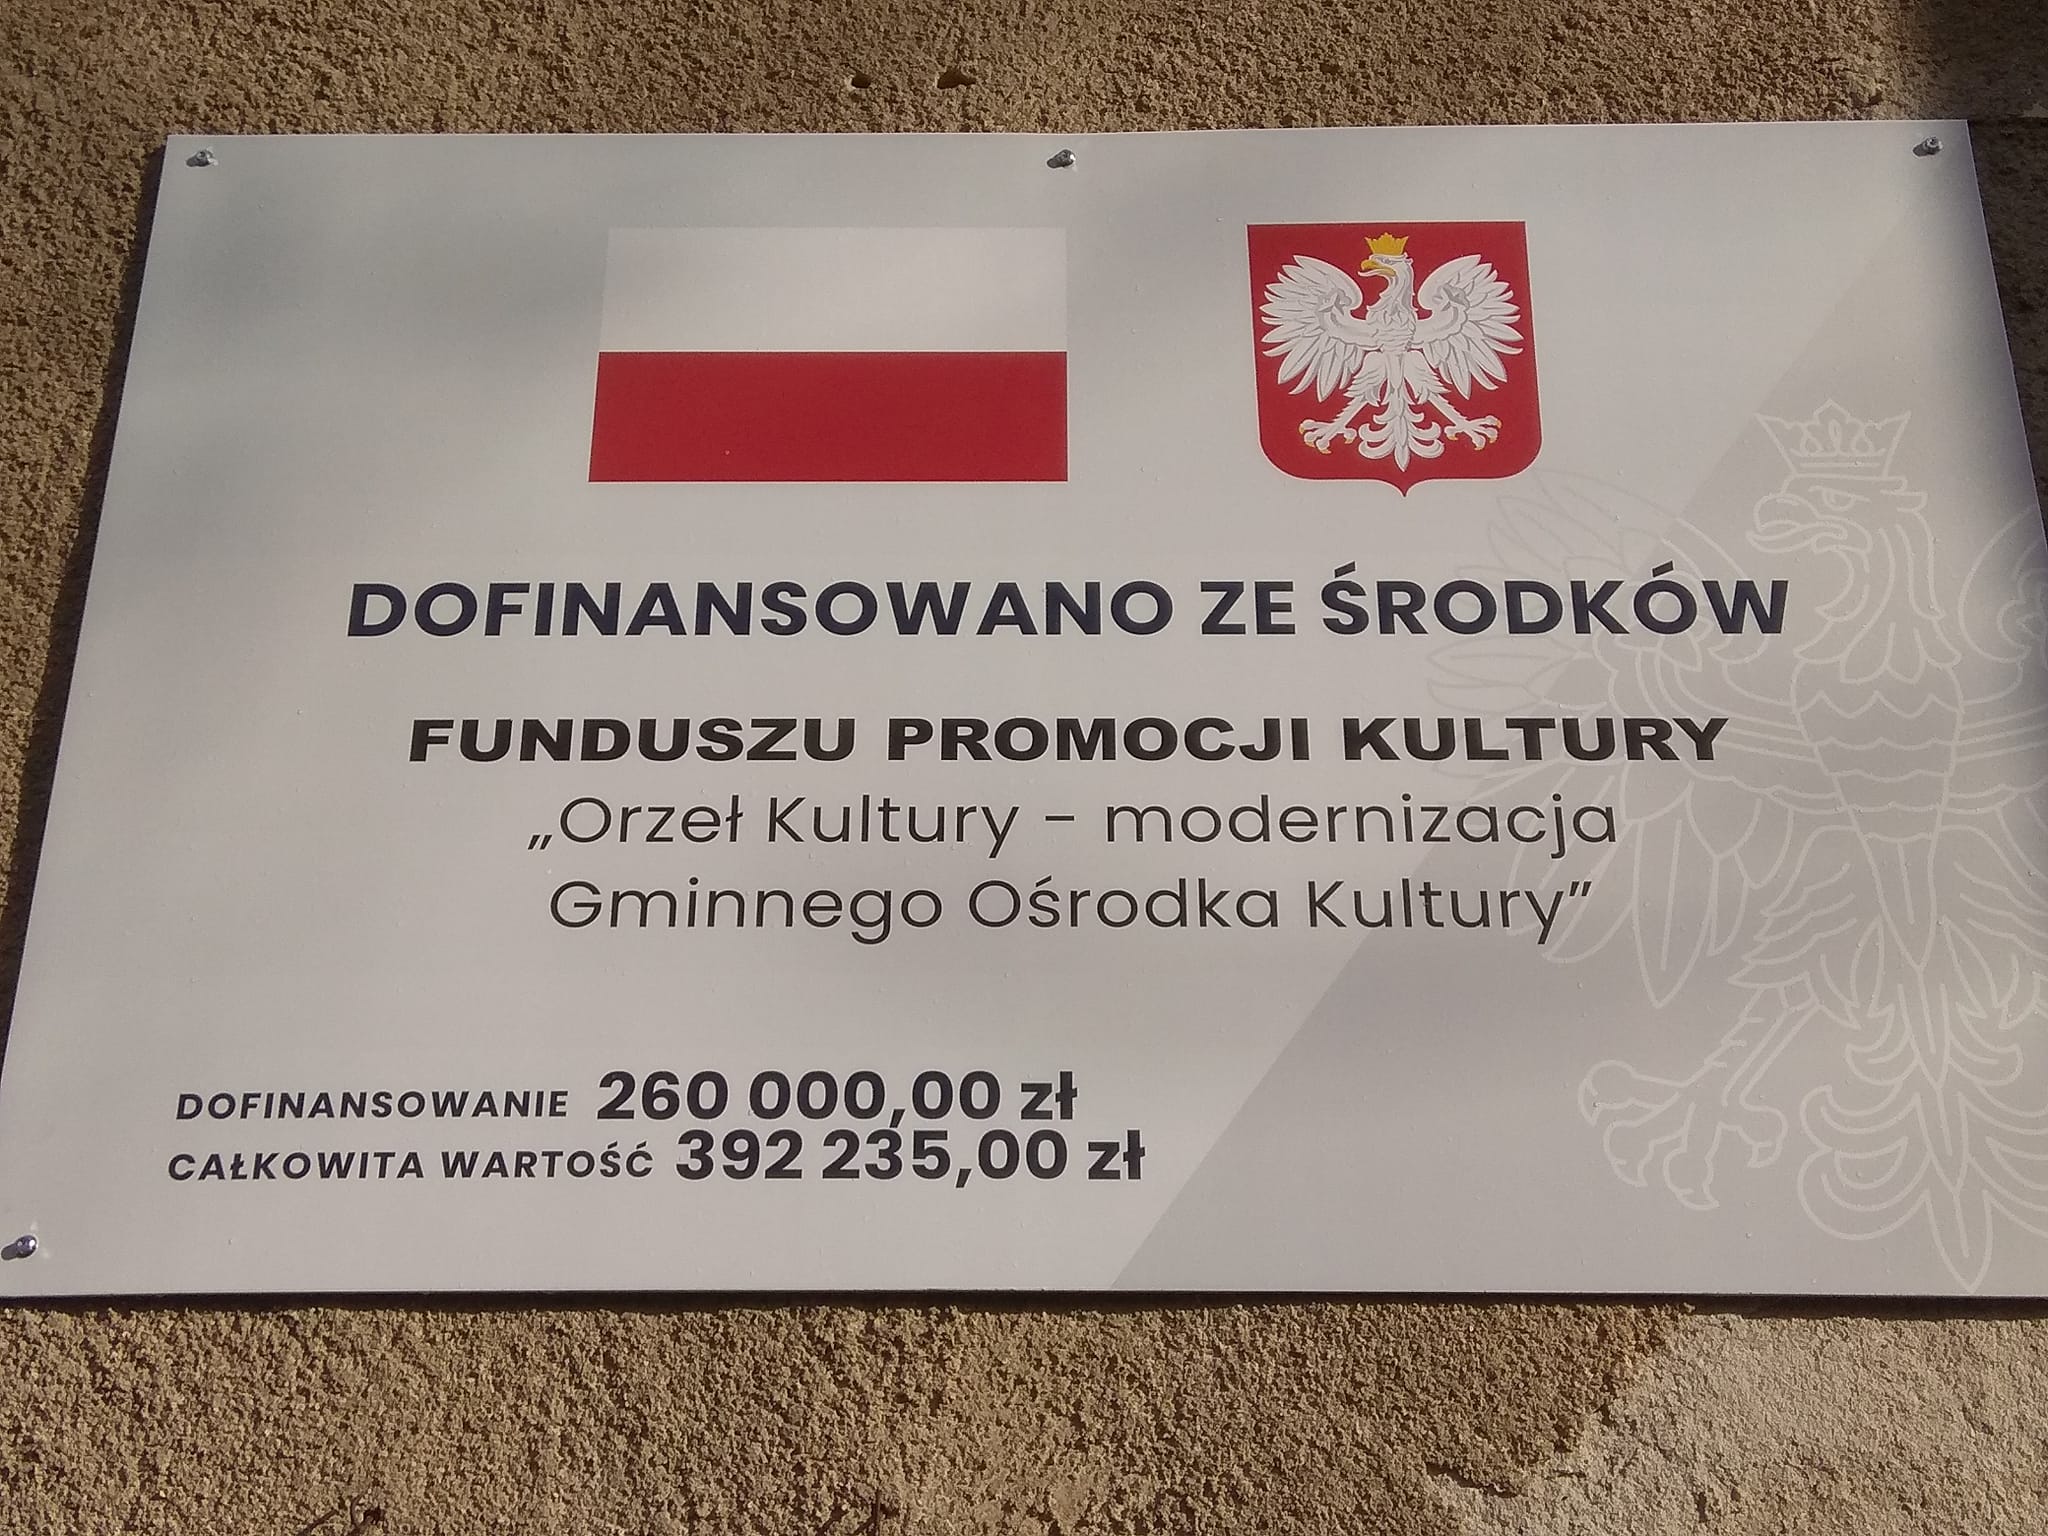 DOFINANSOWANO ZE ŚRODKÓW
FUNDUSZU PROMOCJI KULTURY
„Orzeł Kultury - modernizacja
Gminnego Ośrodka Kultury”
DOFINANSOWANIE 260 000,00 zł
CAŁKOWITA WARTOŚĆ 392 235,00 zł